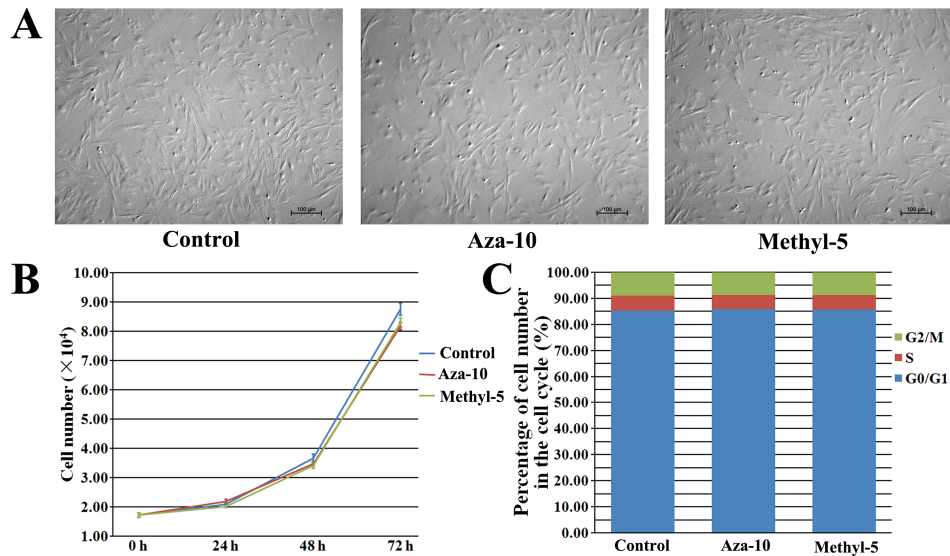 A
100 µm
100 µm
100 µm
Control
Aza-10
Methyl-5
B
Cell number (×10⁴)
10.00
9.00
8.00
7.00
6.00
5.00
4.00
3.00
2.00
1.00
0 h
24 h
48 h
72 h
Control
Aza-10
Methyl-5
C
Percentage of cell number
in the cell cycle (%)
100.00
90.00
80.00
70.00
60.00
50.00
40.00
30.00
20.00
10.00
0.00
Control
Aza-10
Methyl-5
G2/M
S
G0/G1